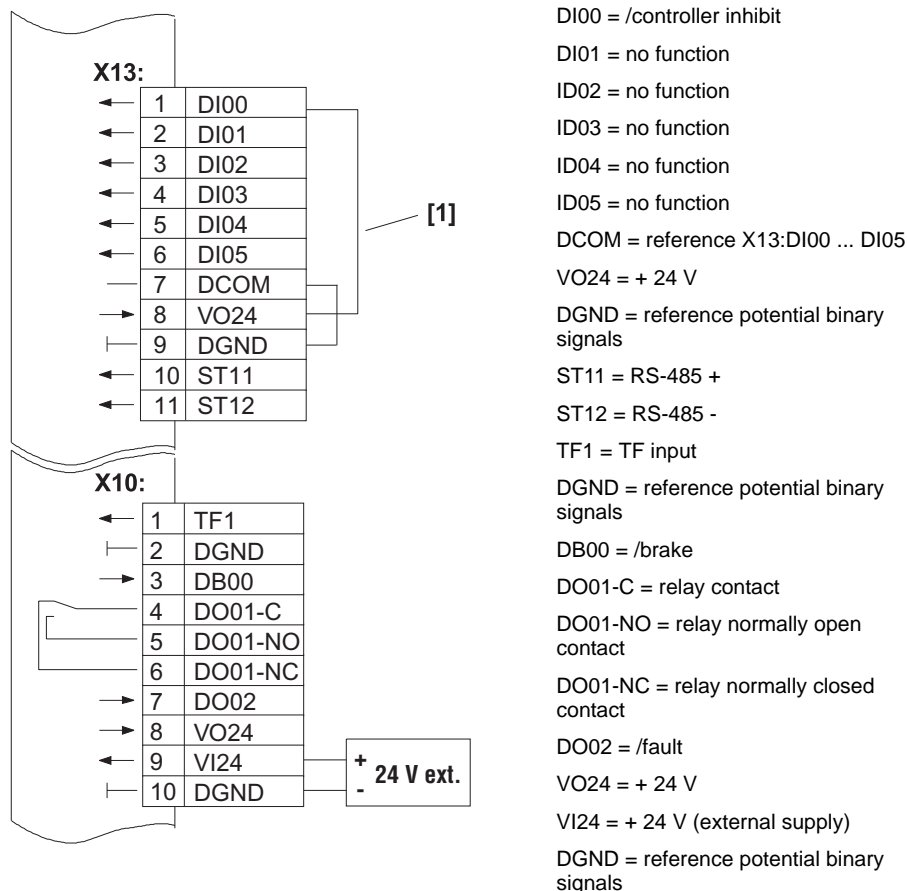 X13:
1 DI00
2 DI01
3 DI02
4 DI03
5 DI04
6 DI05
7 DCOM
8 VO24
9 DGND
10 ST11
11 ST12
[1]
X10:
1 TF1
2 DGND
3 DB00
4 DO01-C
5 DO01-NO
6 DO01-NC
7 DO02
8 VO24
9 VI24
10 DGND
+
24 V ext.
-
DI00 = /controller inhibit
DI01 = no function
ID02 = no function
ID03 = no function
ID04 = no function
ID05 = no function
DCOM = reference X13:DI00 ... DI05
VO24 = + 24 V
DGND = reference potential binary
signals
ST11 = RS-485 +
ST12 = RS-485 -
TF1 = TF input
DGND = reference potential binary
signals
DB00 = /brake
DO01-C = relay contact
DO01-NO = relay normally open
contact
DO01-NC = relay normally closed
contact
DO02 = /fault
VO24 = + 24 V
VI24 = + 24 V (external supply)
DGND = reference potential binary
signals